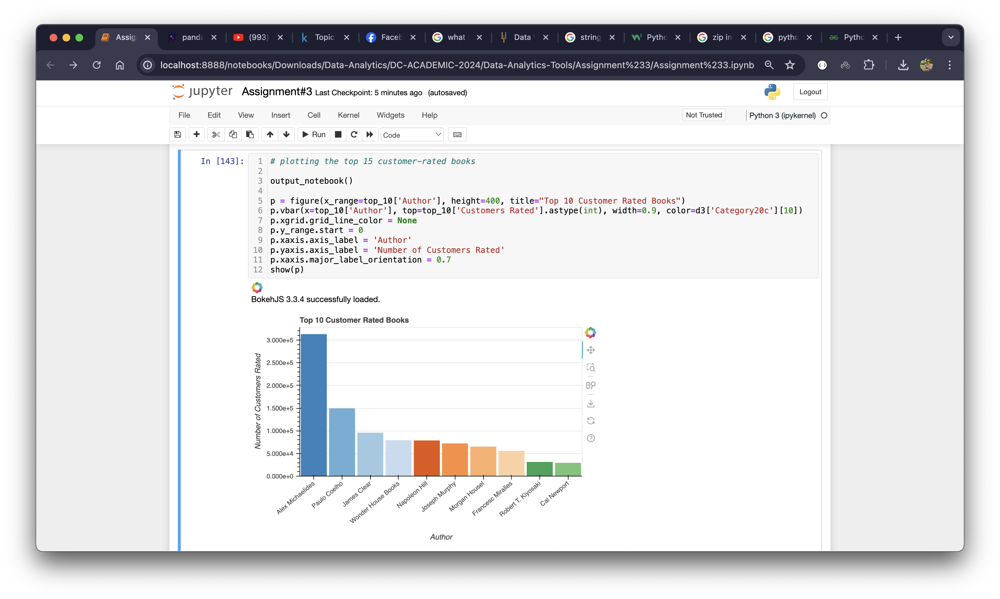 Assig
panda
(993)
Topic
Faceb
what
Data
string
Pytho
zip in
pytho
Pytho
localhost:8888/notebooks/Downloads/Data-Analytics/DC-ACADEMIC-2024/Data-Analytics-Tools/Assignment%233/Assignment%233.ipynb
jupyter Assignment#3 Last Checkpoint: 5 minutes ago (autosaved)
Logout
File Edit View Insert Cell Kernel Widgets Help
Not Trusted
Python 3 (ipykernel)
Run
Code
In [143]:
1 # plotting the top 15 customer-rated books
2
3 output_notebook()
4
5 p = figure(x_range=top_10['Author'], height=400, title="Top 10 Customer Rated Books")
6 p.vbar(x=top_10['Author'], top=top_10['Customers Rated'].astype(int), width=0.9, color=d3['Category20c'][10])
7 p.xgrid.grid_line_color = None
8 p.y_range.start = 0
9 p.xaxis.axis_label = 'Author'
10 p.yaxis.axis_label = 'Number of Customers Rated'
11 p.xaxis.major_label_orientation = 0.7
12 show(p)
BokehJS 3.3.4 successfully loaded.
Top 10 Customer Rated Books
Number of Customers Rated
3.000e+5
2.500e+5
2.000e+5
1.500e+5
1.000e+5
5.000e+4
0.000e+0
Alex Michaelides
Paulo Coelho
James Clear
Wonder House Books
Napoleon Hill
Joseph Murphy
Morgan Housel
Francesc Miralles
Robert T. Kiyosaki
Cal Newport
Author